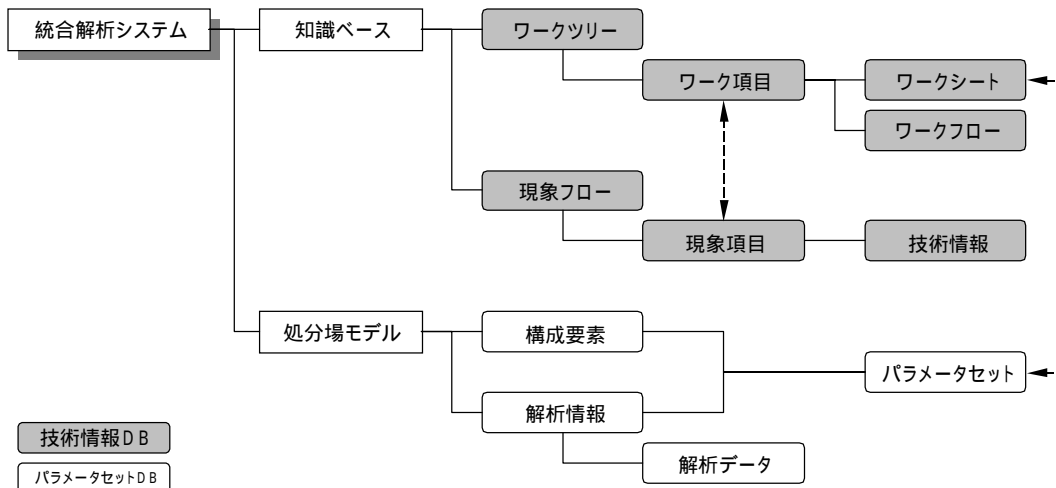 統合解析システム
知識ベース
ワークツリー
ワーク項目
ワークシート
ワークフロー
現象フロー
現象項目
技術情報
処分場モデル
構成要素
パラメータセット
解析情報
解析データ
技術情報DB
パラメータセットDB